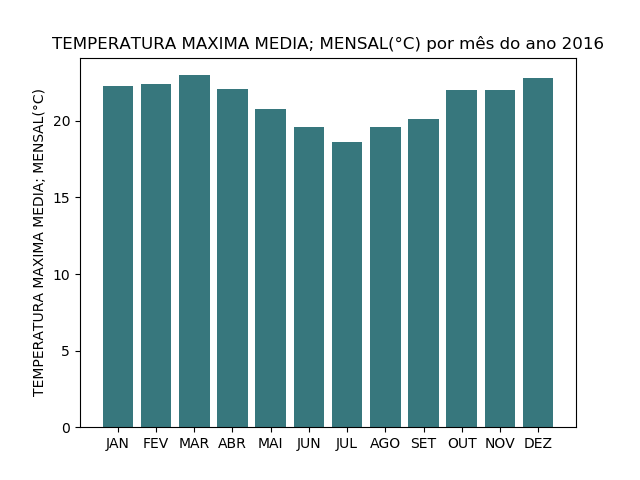 TEMPERATURA MAXIMA MEDIA; MENSAL(°C) por mês do ano 2016
TEMPERATURA MAXIMA MEDIA; MENSAL(°C)
20
15
10
5
0
JAN FEV MAR ABR MAI JUN JUL AGO SET OUT NOV DEZ